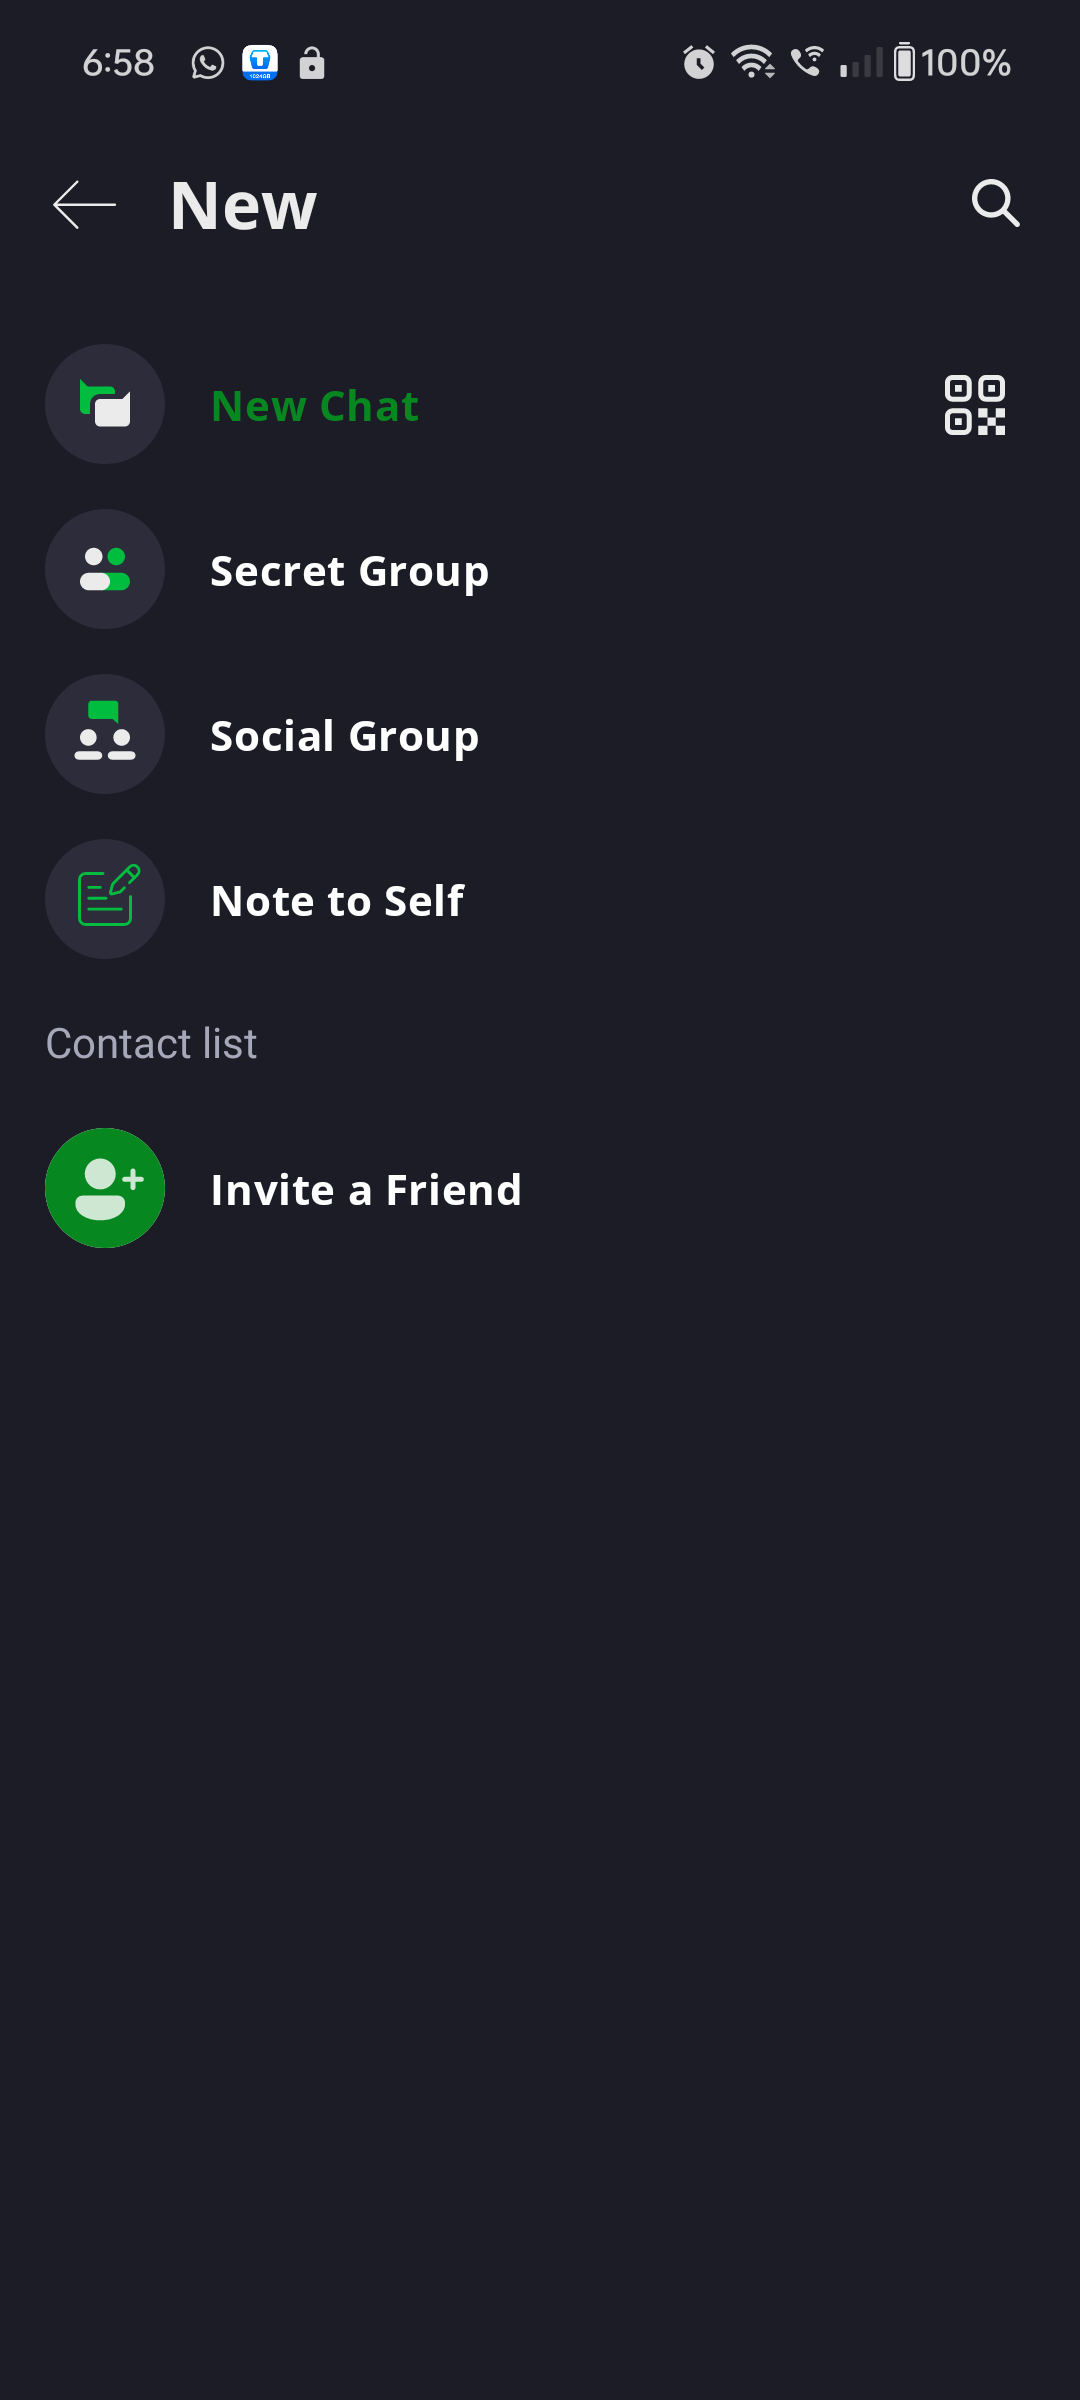 6:58
100%
New
New Chat
Secret Group
Social Group
Note to Self
Contact list
Invite a Friend